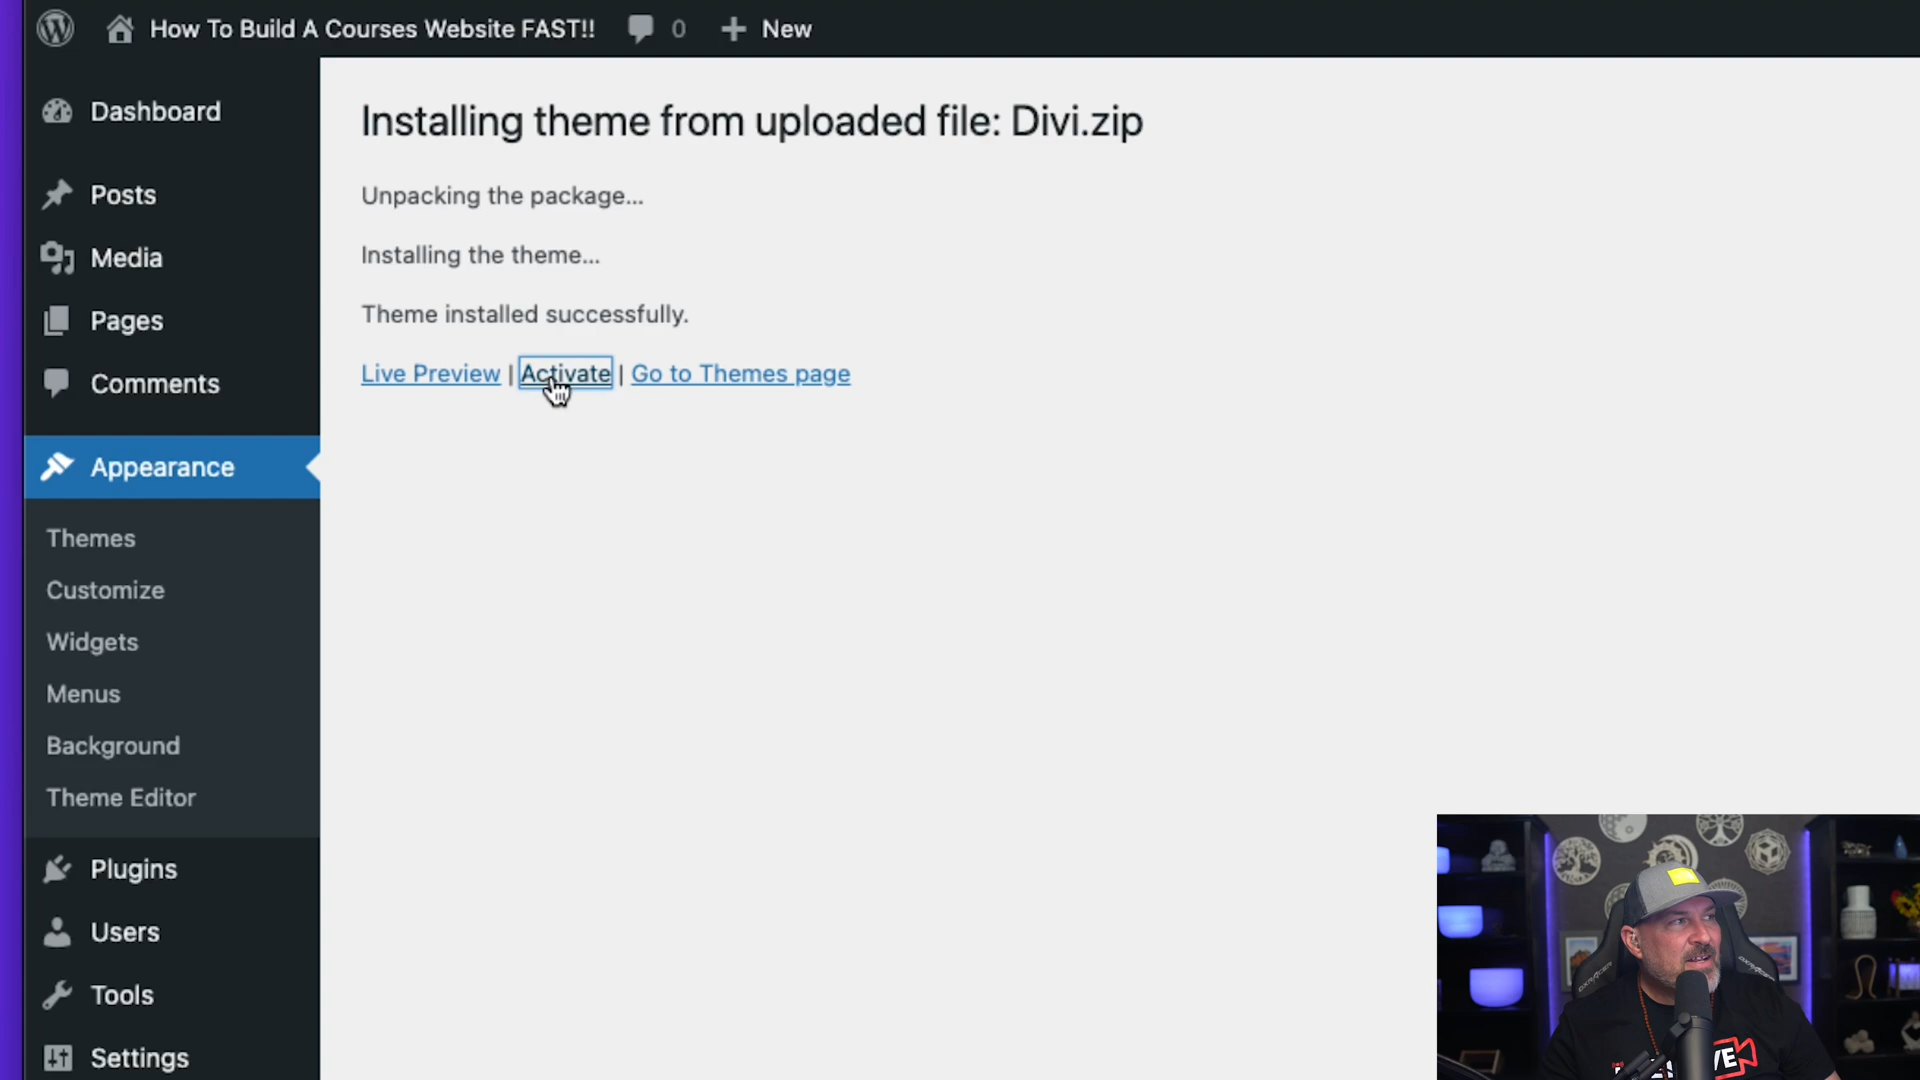 How To Build A Courses Website FAST!! 0 New
Dashboard
Posts
Media
Pages
Comments
Appearance
Themes
Customize
Widgets
Menus
Background
Theme Editor
Plugins
Users
Tools
Settings
Installing theme from uploaded file: Divi.zip
Unpacking the package...
Installing the theme...
Theme installed successfully.
Live Preview | Activate | Go to Themes page